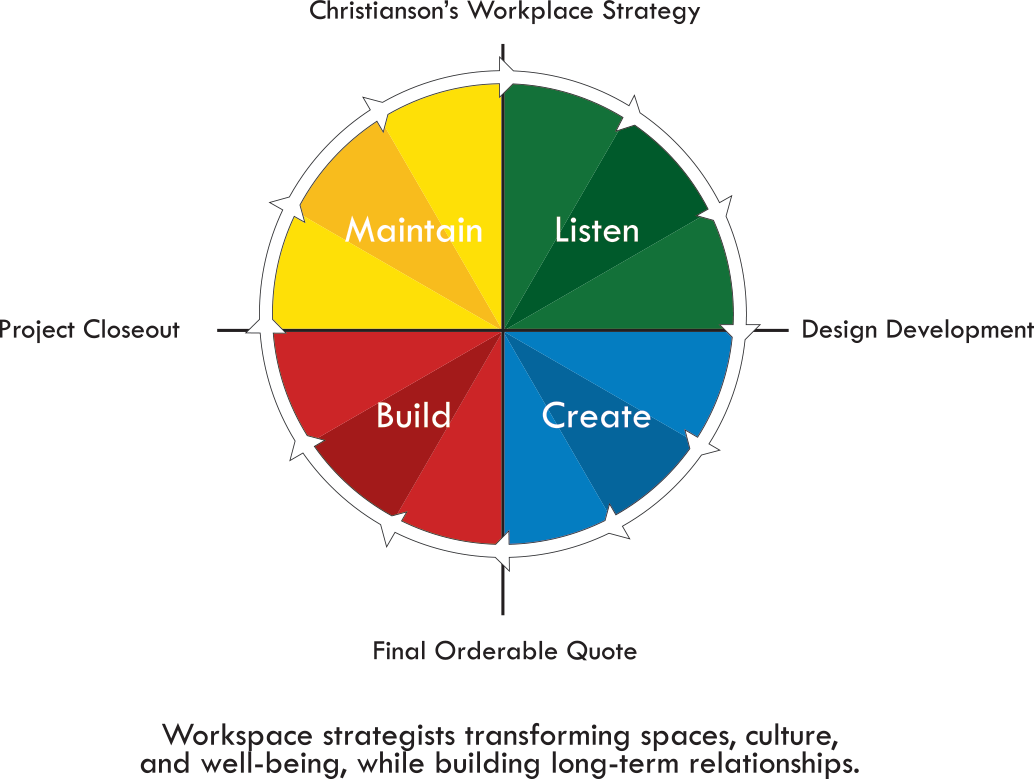 Christianson’s Workplace Strategy
Maintain
Listen
Project Closeout
Design Development
Build
Create
Final Orderable Quote
Workspace strategists transforming spaces, culture,
and well-being, while building long-term relationships.